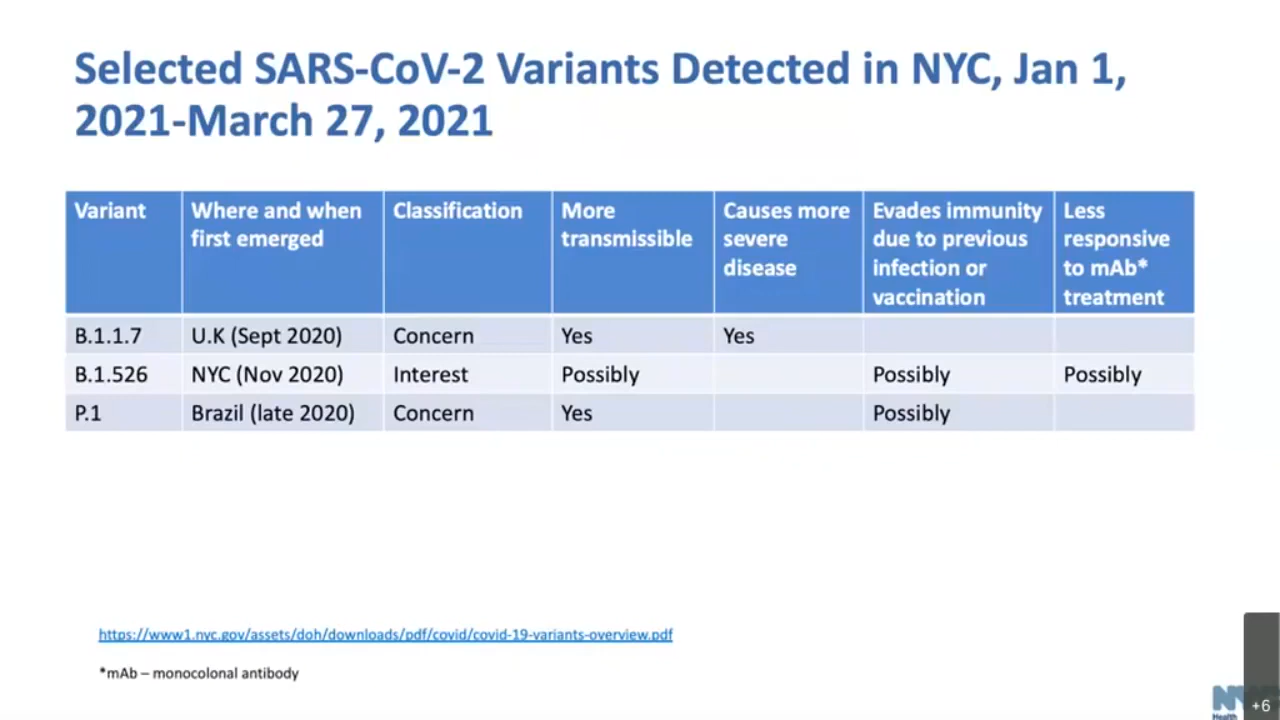 Selected SARS-CoV-2 Variants Detected in NYC, Jan 1,
2021-March 27, 2021
Variant
Where and when
first emerged
Classification
More
transmissible
Causes more
severe
disease
Evades immunity
due to previous
infection or
vaccination
Less
responsive
to mAb*
treatment
B.1.1.7 U.K (Sept 2020) Concern Yes Yes
B.1.526 NYC (Nov 2020) Interest Possibly Possibly Possibly
P.1 Brazil (late 2020) Concern Yes Possibly
https://www1.nyc.gov/assets/doh/downloads/pdf/covid/covid-19-variants-overview.pdf
*mAb – monocolonal antibody
Health
+6